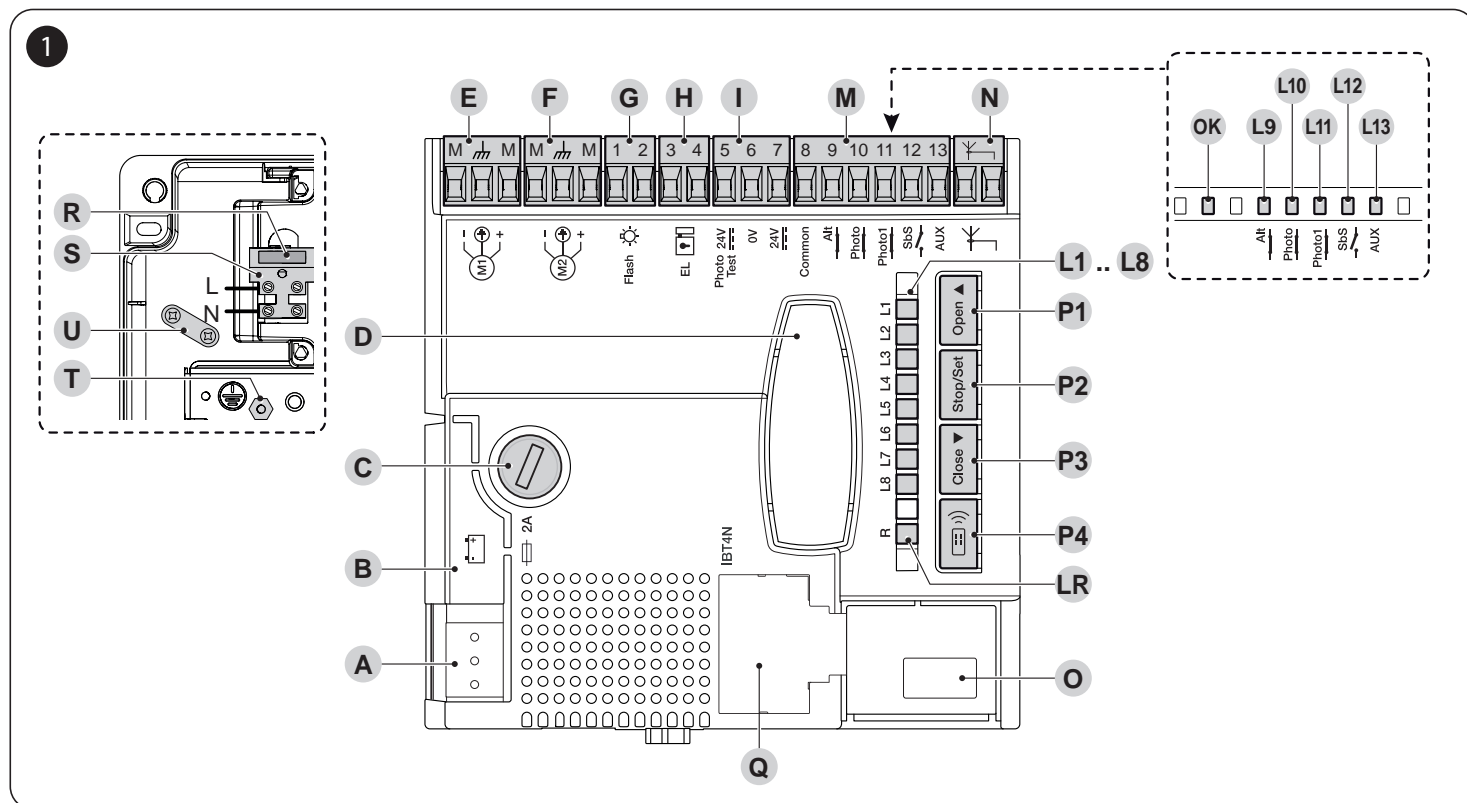 1
E F G H I M N
M M M M 1 2 3 4 5 6 7 8 9 10 11 12 13
- + - +
M1 M2
Flash
EL
Photo 24V
Test
0V
24V
Common
Alt
Photo
Photo1
SbS
AUX
OK L9 L10 L11 L12 L13
Alt
Photo
Photo1
SbS
AUX
R
S
L
N
U
T
D
C
2A
B
+
-
A
IBT4N
Q
O
L1 .. L8
L1
L2
L3
L4
L5
L6
L7
L8
R
Open ▲
Stop/Set
Close ▼
P1
P2
P3
P4
LR